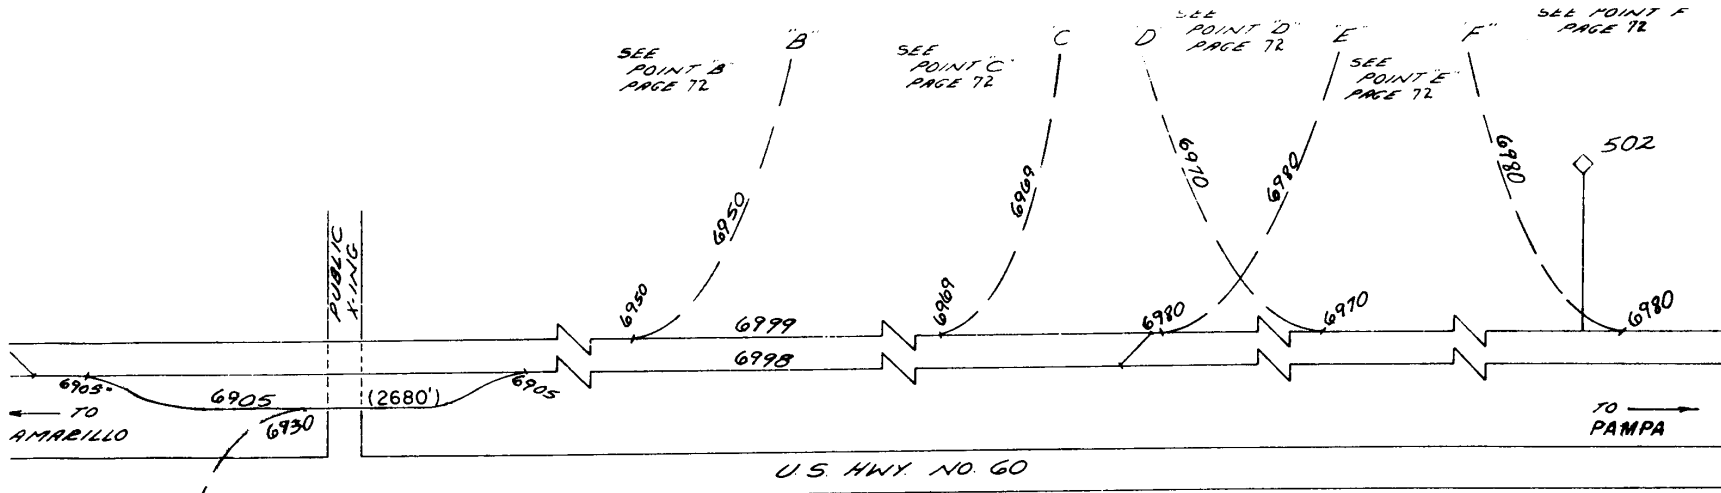 SEE
POINT "B"
PAGE 72
"B"
SEE
POINT "C"
PAGE 72
C
D
SEE
POINT "D"
PAGE 72
"E"
SEE
POINT "E"
PAGE 72
"F"
SEE POINT F
PAGE 72
502
6950
6969
6970
6980
6980
PUBLIC
X-ING
6950
6999
6969
6980
6970
6980
6998
6905
6905
(2680')
6905
6930
TO
AMARILLO
TO
PAMPA
U.S. HWY. NO. 60